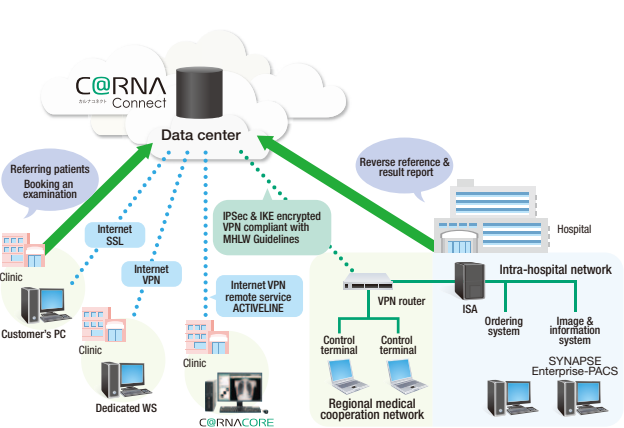 C@RNA
カルナコネクト Connect
Data center
Referring patients
Booking an
examination
Reverse reference &
result report
Internet
SSL
IPSec & IKE encrypted
VPN compliant with
MHLW Guidelines
Hospital
Clinic
Internet
VPN
Internet VPN
remote service
ACTIVELINE
Intra-hospital network
VPN router
ISA
Customer's PC
Clinic
Clinic
Ordering
system
Image &
information
system
Control
terminal
Control
terminal
SYNAPSE
Enterprise-PACS
Dedicated WS
Regional medical
cooperation network
C@RNACORE